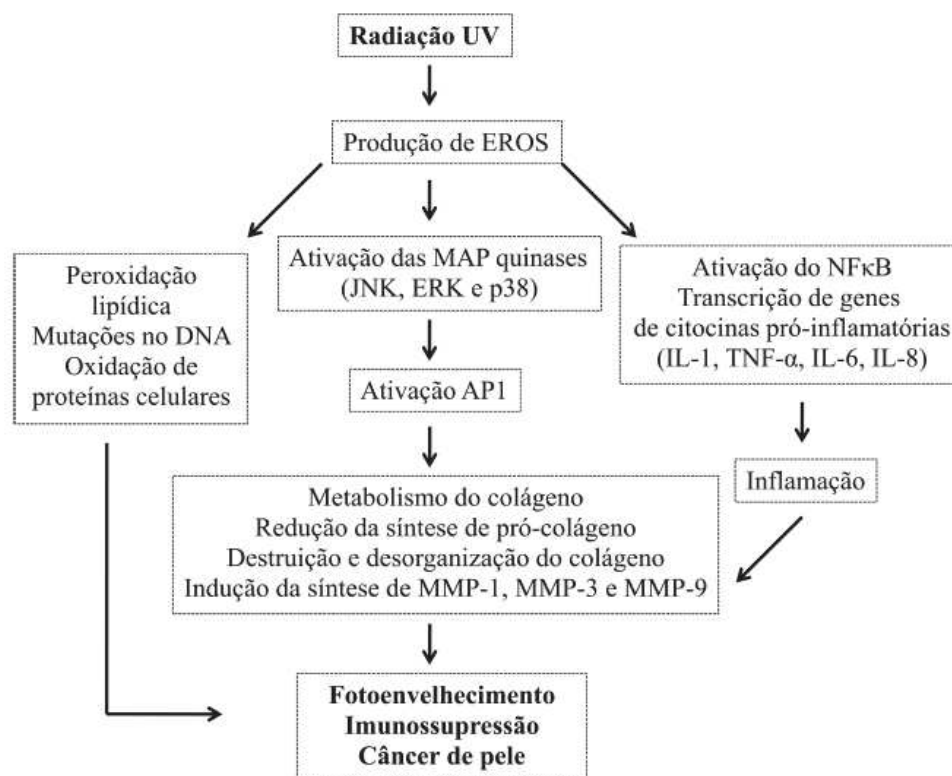 Radiação UV
Produção de EROS
Peroxidação
lipídica
Mutações no DNA
Oxidação de
proteínas celulares
Ativação das MAP quinases
(JNK, ERK e p38)
Ativação AP1
Ativação do NFκB
Transcrição de genes
de citocinas pró-inflamatórias
(IL-1, TNF-α, IL-6, IL-8)
Inflamação
Metabolismo do colágeno
Redução da síntese de pró-colágeno
Destruição e desorganização do colágeno
Indução da síntese de MMP-1, MMP-3 e MMP-9
Fotoenvelhecimento
Imunossupressão
Câncer de pele